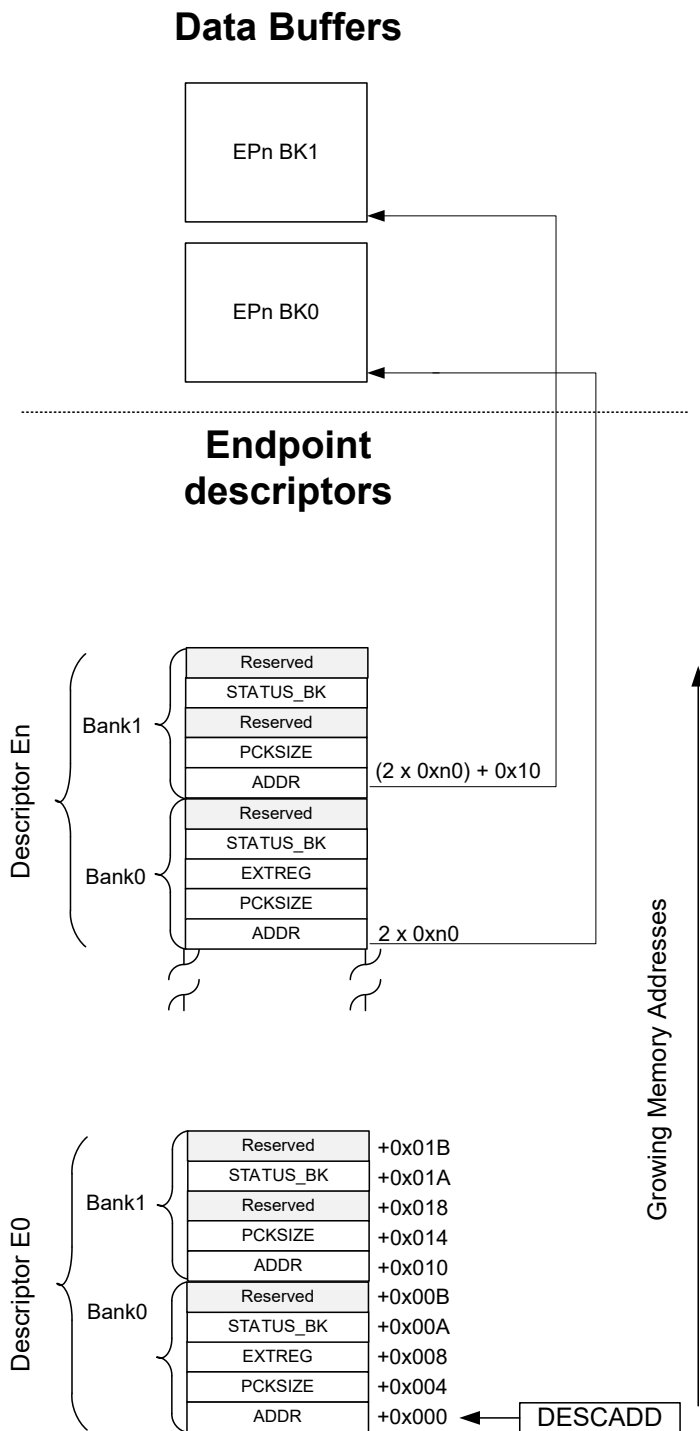 Data Buffers
EPn BK1
EPn BK0
Endpoint
descriptors
Descriptor En
Bank1
Reserved
STATUS_BK
Reserved
PCKSIZE
ADDR
(2 x 0xn0) + 0x10
Bank0
Reserved
STATUS_BK
EXTREG
PCKSIZE
ADDR
2 x 0xn0
Growing Memory Addresses
Descriptor E0
Bank1
Reserved +0x01B
STATUS_BK +0x01A
Reserved +0x018
PCKSIZE +0x014
ADDR +0x010
Bank0
Reserved +0x00B
STATUS_BK +0x00A
EXTREG +0x008
PCKSIZE +0x004
ADDR +0x000 DESCADD